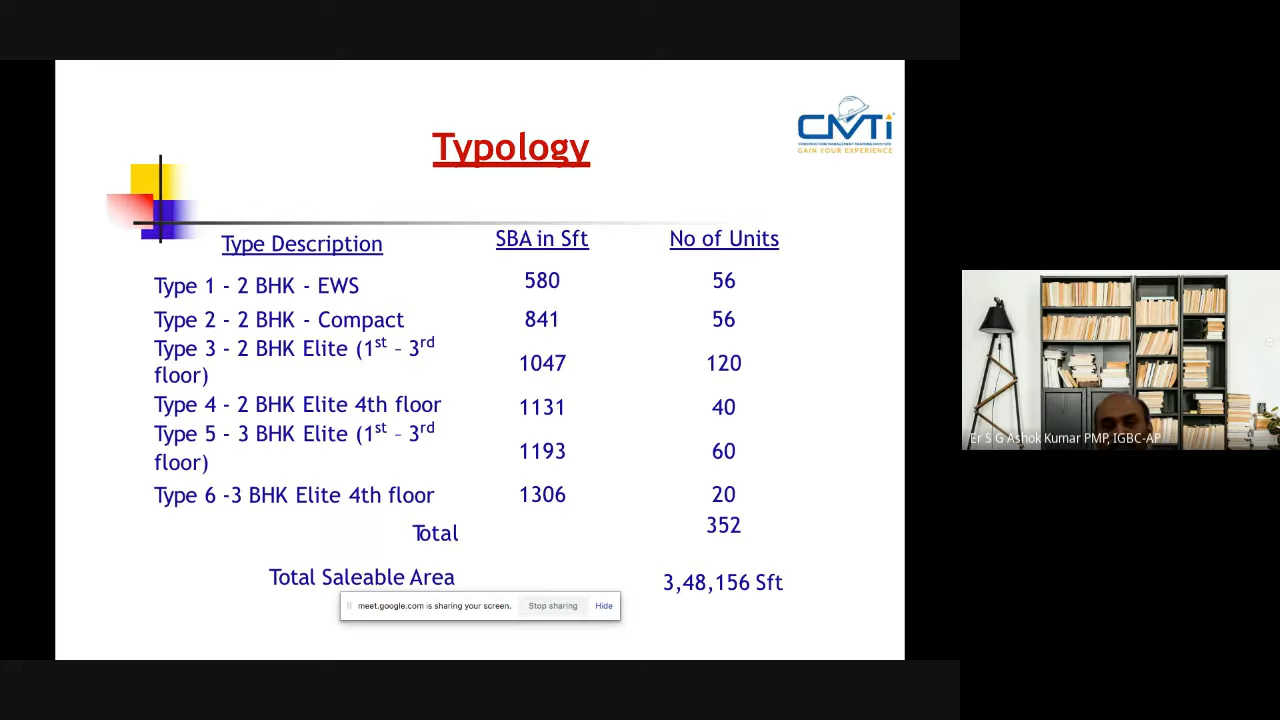 CMTi
CONSTRUCTION MANAGEMENT TRAINING INSTITUTE
GAIN YOUR EXPERIENCE
Typology
Type Description SBA in Sft No of Units
Type 1 - 2 BHK - EWS 580 56
Type 2 - 2 BHK - Compact 841 56
Type 3 - 2 BHK Elite (1st – 3rd
floor) 1047 120
Type 4 - 2 BHK Elite 4th floor 1131 40
Type 5 - 3 BHK Elite (1st – 3rd
floor) 1193 60
Type 6 -3 BHK Elite 4th floor 1306 20
Total 352
Total Saleable Area 3,48,156 Sft
meet.google.com is sharing your screen. Stop sharing Hide
Er S G Ashok Kumar PMP, IGBC-AP